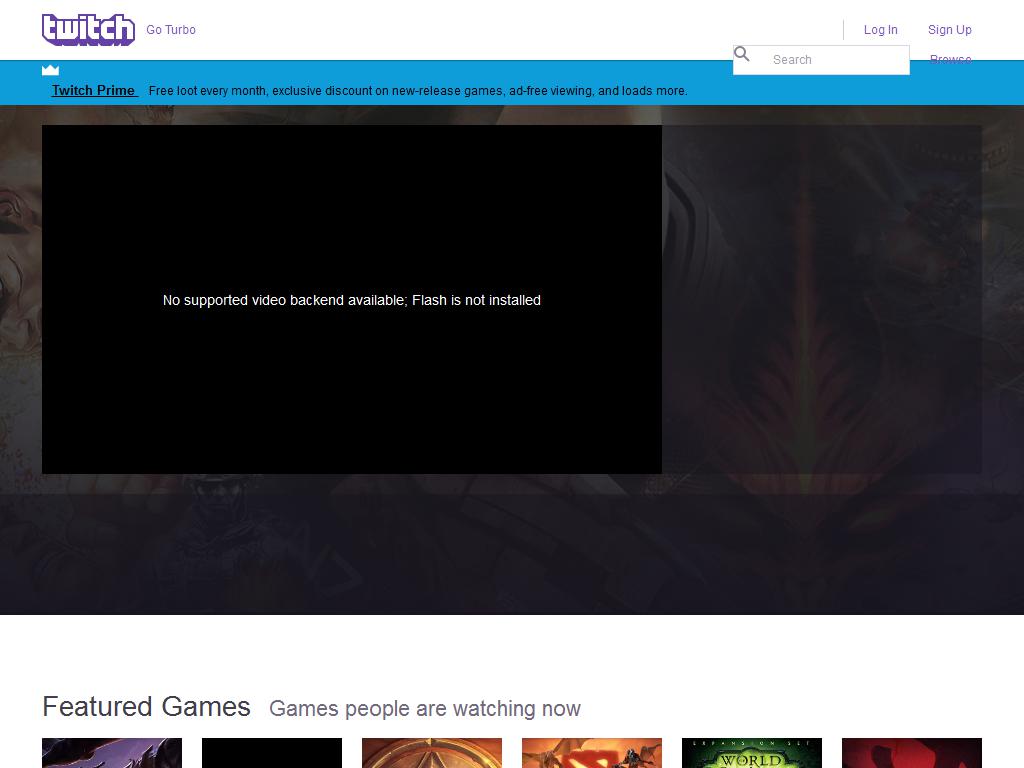 twitch Go Turbo Log In Sign Up
Search Browse
Twitch Prime Free loot every month, exclusive discount on new-release games, ad-free viewing, and loads more.
No supported video backend available; Flash is not installed
Featured Games Games people are watching now
EXPANSION SET
WORLD